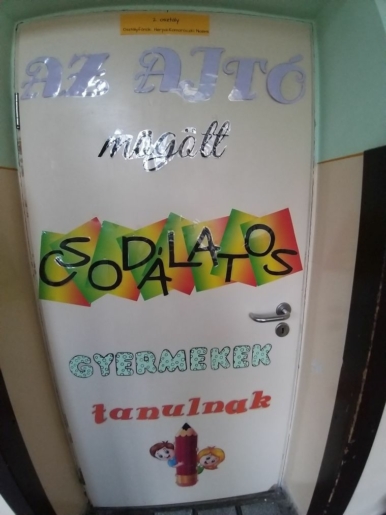 AZ AJTÓ
mögött
CSODÁLATOS
GYERMEKEK
tanulnak